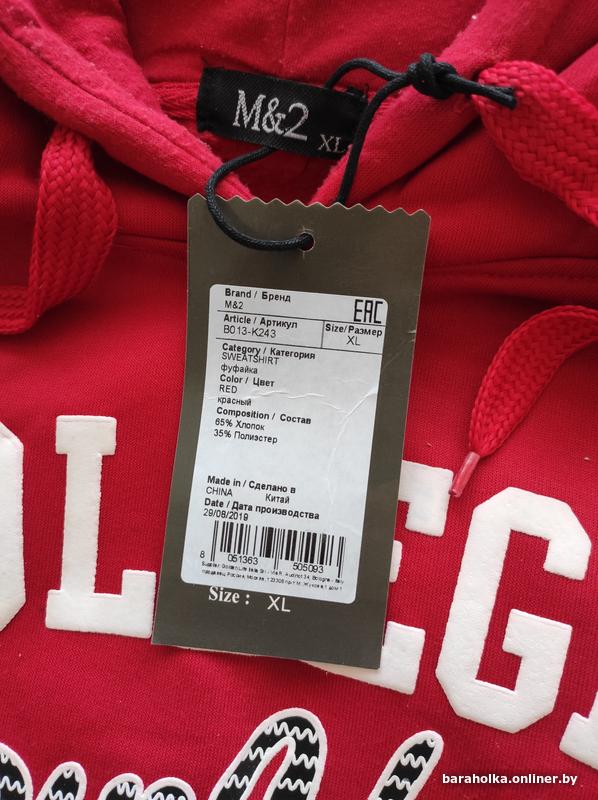 M&2
XL
Brand / Бренд
M&2
EAC
Article / Артикул
B013-K243
Size/Размер
XL
Category / Категория
SWEATSHIRT
фуфайка
Color / Цвет
RED
красный
Composition / Состав
65% Хлопок
35% Полиэстер
Made in / Сделано в
CHINA Китай
Date / Дата производства
29/08/2019
8 051363 505093
Size : XL
OLLEGE
baraholka.onliner.by